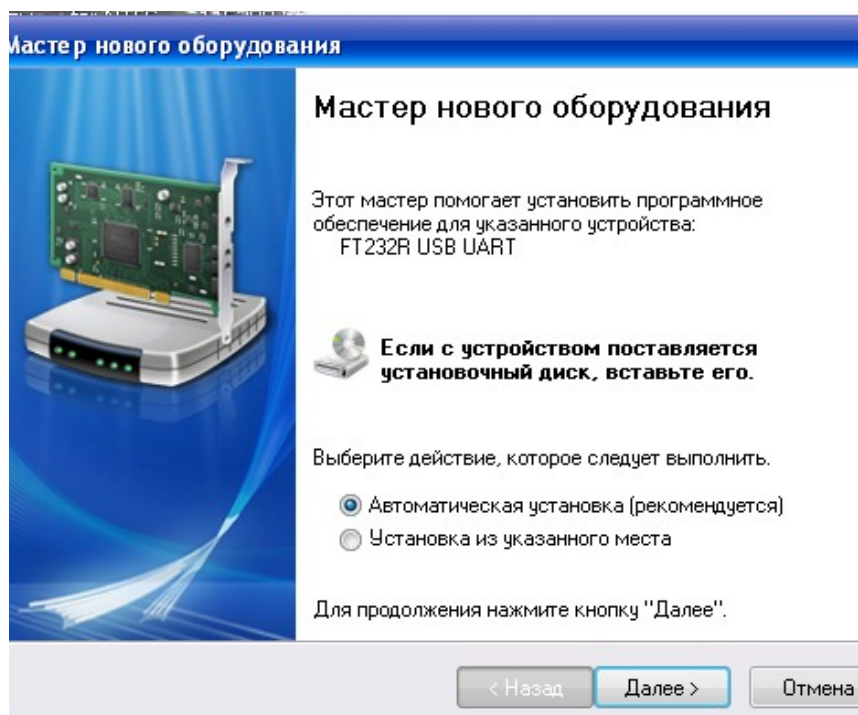 Мастер нового оборудования
Мастер нового оборудования
Этот мастер помогает установить программное
обеспечение для указанного устройства:
FT232R USB UART
Если с устройством поставляется
установочный диск, вставьте его.
Выберите действие, которое следует выполнить.
Автоматическая установка (рекомендуется)
Установка из указанного места
Для продолжения нажмите кнопку "Далее".
< Назад Далее > Отмена